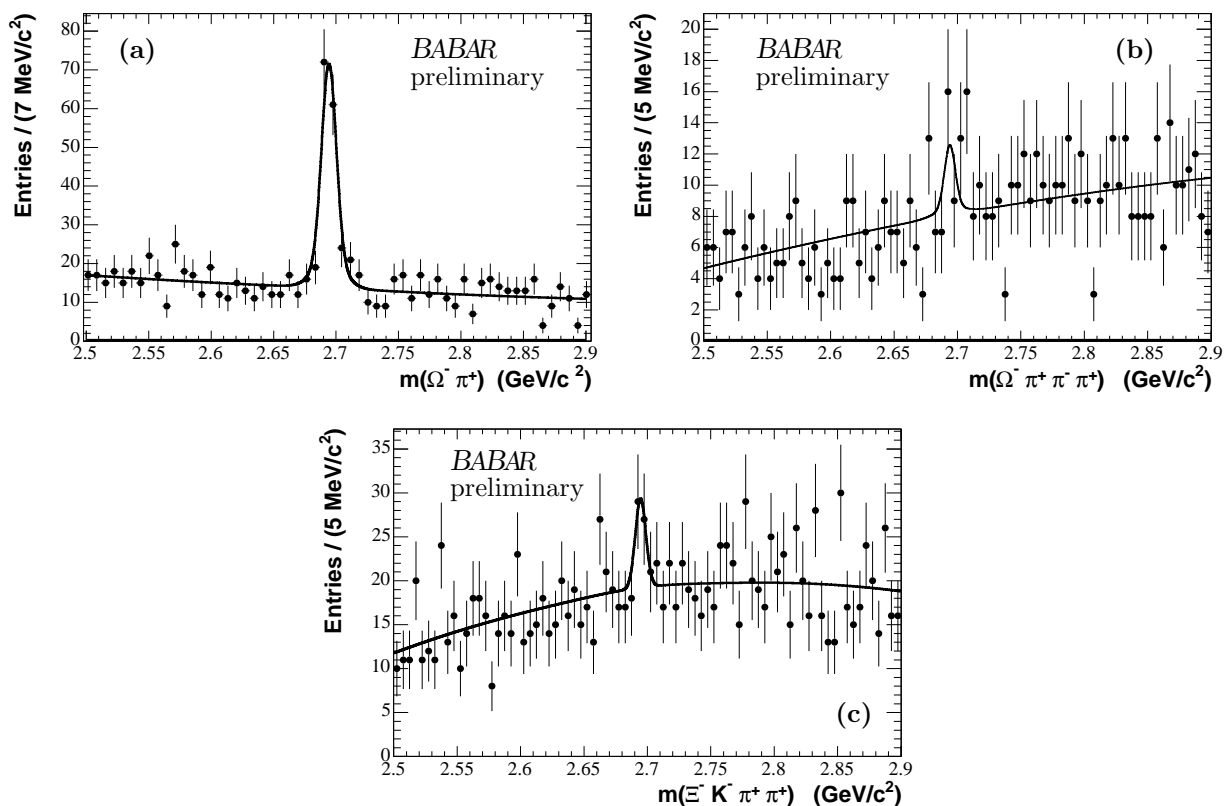 Entries / (7 MeV/c²)
80
70
60
50
40
30
20
10
0
(a)
BABAR
preliminary
2.5 2.55 2.6 2.65 2.7 2.75 2.8 2.85 2.9
m(Ω⁻ π⁺) (GeV/c ²)
Entries / (5 MeV/c²)
20
18
16
14
12
10
8
6
4
2
0
BABAR
preliminary
(b)
2.5 2.55 2.6 2.65 2.7 2.75 2.8 2.85 2.9
m(Ω⁻ π⁺ π⁻ π⁺) (GeV/c²)
Entries / (5 MeV/c²)
35
30
25
20
15
10
5
0
BABAR
preliminary
(c)
2.5 2.55 2.6 2.65 2.7 2.75 2.8 2.85 2.9
m(Ξ⁻ K⁻ π⁺ π⁺) (GeV/c²)